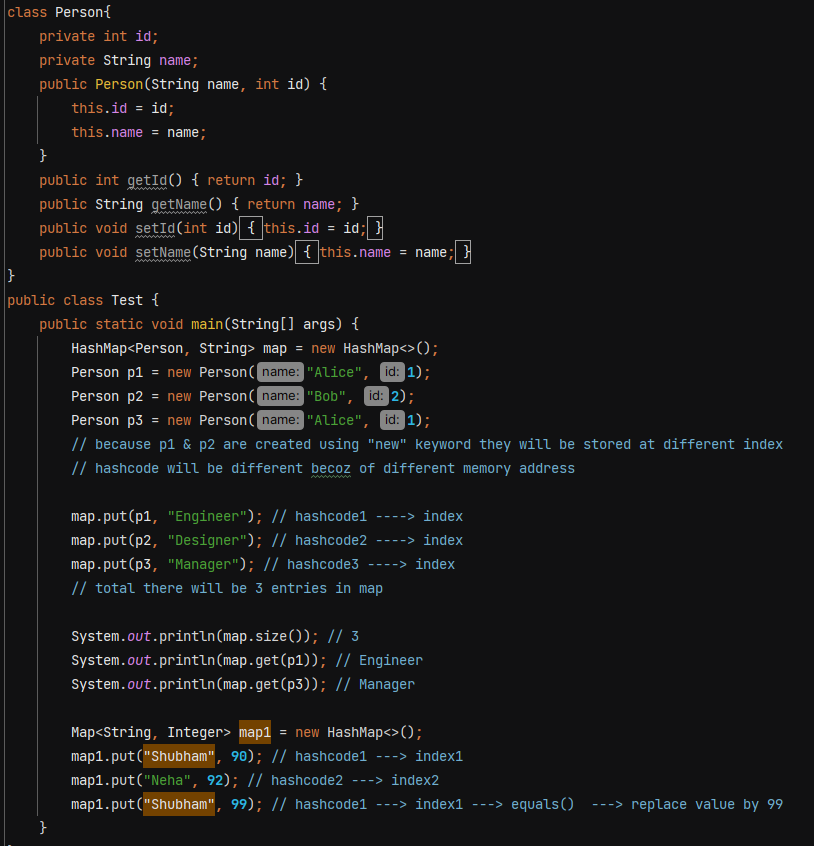 class Person{
    private int id;
    private String name;
    public Person(String name, int id) {
        this.id = id;
        this.name = name;
    }
    public int getId() { return id; }
    public String getName() { return name; }
    public void setId(int id) { this.id = id; }
    public void setName(String name) { this.name = name; }
}
public class Test {
    public static void main(String[] args) {
        HashMap<Person, String> map = new HashMap<>();
        Person p1 = new Person( name: "Alice", id: 1);
        Person p2 = new Person( name: "Bob", id: 2);
        Person p3 = new Person( name: "Alice", id: 1);
        // because p1 & p2 are created using "new" keyword they will be stored at different index
        // hashcode will be different becoz of different memory address
        map.put(p1, "Engineer"); // hashcode1 ----> index
        map.put(p2, "Designer"); // hashcode2 ----> index
        map.put(p3, "Manager"); // hashcode3 ----> index
        // total there will be 3 entries in map
        System.out.println(map.size()); // 3
        System.out.println(map.get(p1)); // Engineer
        System.out.println(map.get(p3)); // Manager
        Map<String, Integer> map1 = new HashMap<>();
        map1.put("Shubham", 90); // hashcode1 ---> index1
        map1.put("Neha", 92); // hashcode2 ---> index2
        map1.put("Shubham", 99); // hashcode1 ---> index1 ---> equals()  ---> replace value by 99
    }